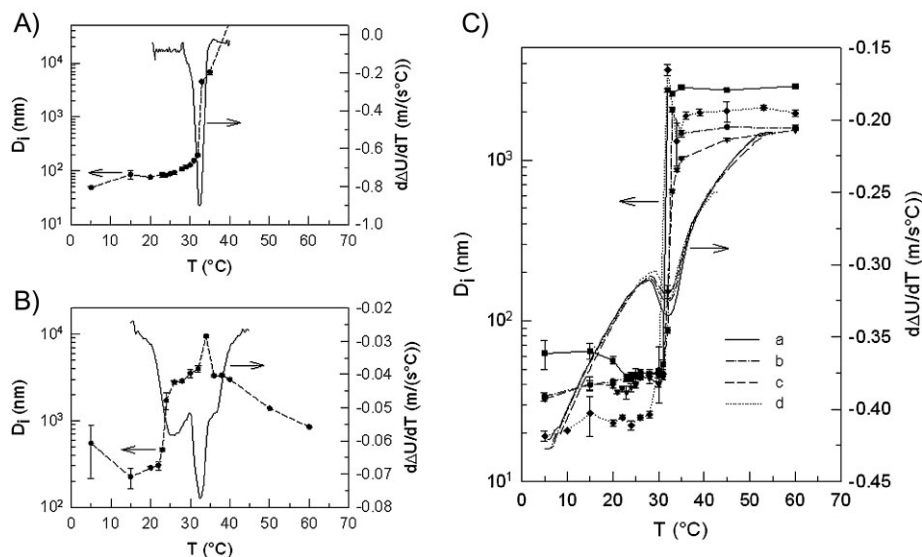 A)
10⁴
10³
10²
10¹
Dᵢ (nm)
0.0
-0.2
-0.4
-0.6
-0.8
-1.0
dΔU/dT (m/(s°C))
0 10 20 30 40 50 60 70
T (°C)
B)
10⁴
10³
10²
Dᵢ (nm)
-0.02
-0.03
-0.04
-0.05
-0.06
-0.07
-0.08
dΔU/dT (m/(s°C))
0 10 20 30 40 50 60 70
T (°C)
C)
10³
10²
10¹
Dᵢ (nm)
-0.15
-0.20
-0.25
-0.30
-0.35
-0.40
-0.45
dΔU/dT (m/s°C)
a
b
c
d
0 10 20 30 40 50 60 70
T (°C)